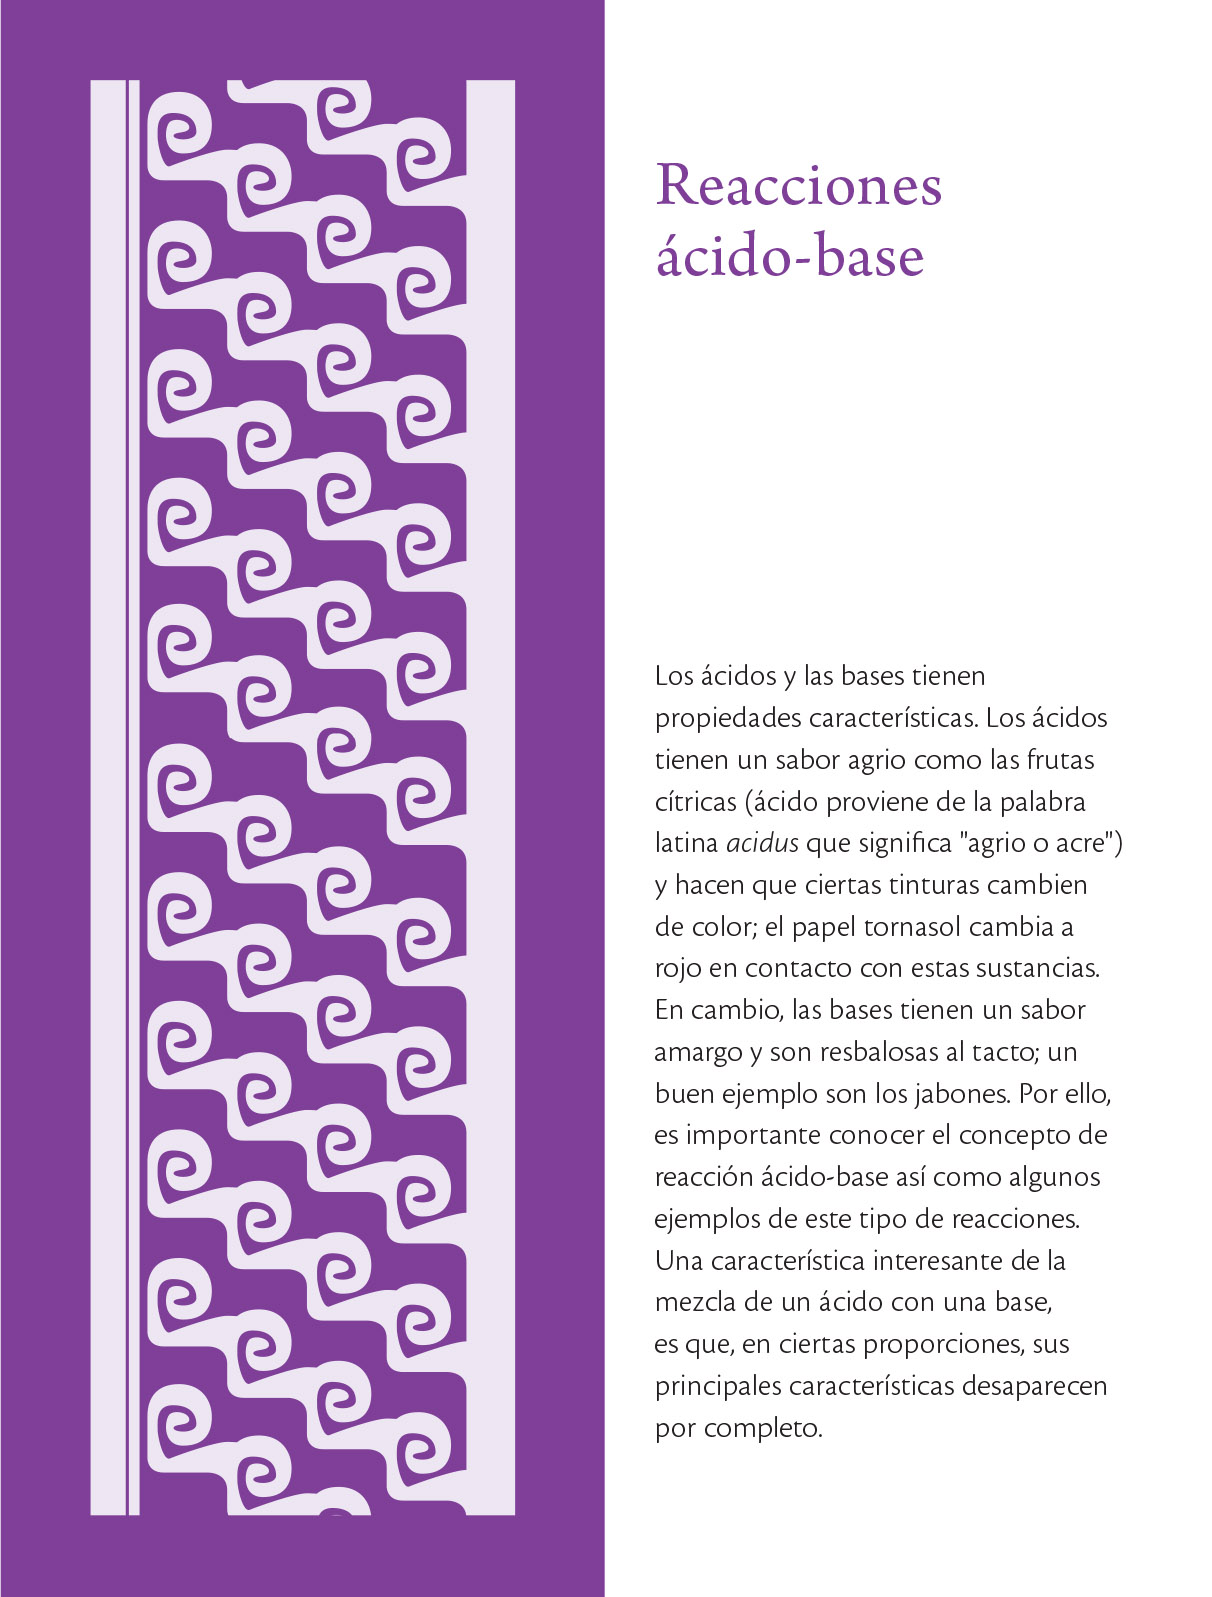 Reacciones
ácido-base
Los ácidos y las bases tienen
propiedades características. Los ácidos
tienen un sabor agrio como las frutas
cítricas (ácido proviene de la palabra
latina acidus que significa "agrio o acre")
y hacen que ciertas tinturas cambien
de color; el papel tornasol cambia a
rojo en contacto con estas sustancias.
En cambio, las bases tienen un sabor
amargo y son resbalosas al tacto; un
buen ejemplo son los jabones. Por ello,
es importante conocer el concepto de
reacción ácido-base así como algunos
ejemplos de este tipo de reacciones.
Una característica interesante de la
mezcla de un ácido con una base,
es que, en ciertas proporciones, sus
principales características desaparecen
por completo.